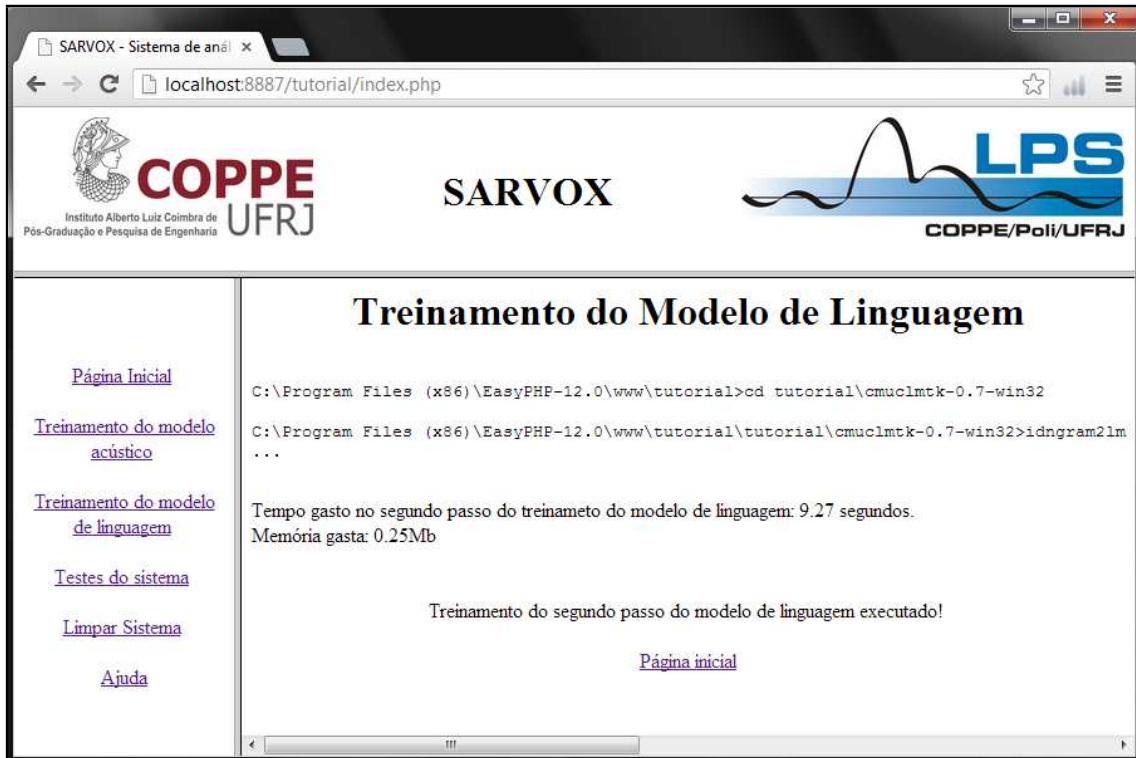 SARVOX - Sistema de anál
localhost:8887/tutorial/index.php
COPPE
UFRJ
Instituto Alberto Luiz Coimbra de
Pós-Graduação e Pesquisa de Engenharia
SARVOX
LPS
COPPE/Poli/UFRJ
Página Inicial
Treinamento do modelo
acústico
Treinamento do modelo
de linguagem
Testes do sistema
Limpar Sistema
Ajuda
Treinamento do Modelo de Linguagem
C:\Program Files (x86)\EasyPHP-12.0\www\tutorial>cd tutorial\cmuclmtk-0.7-win32
C:\Program Files (x86)\EasyPHP-12.0\www\tutorial\tutorial\cmuclmtk-0.7-win32>idngram2lm
...
Tempo gasto no segundo passo do treinameto do modelo de linguagem: 9.27 segundos.
Memória gasta: 0.25Mb
Treinamento do segundo passo do modelo de linguagem executado!
Página inicial